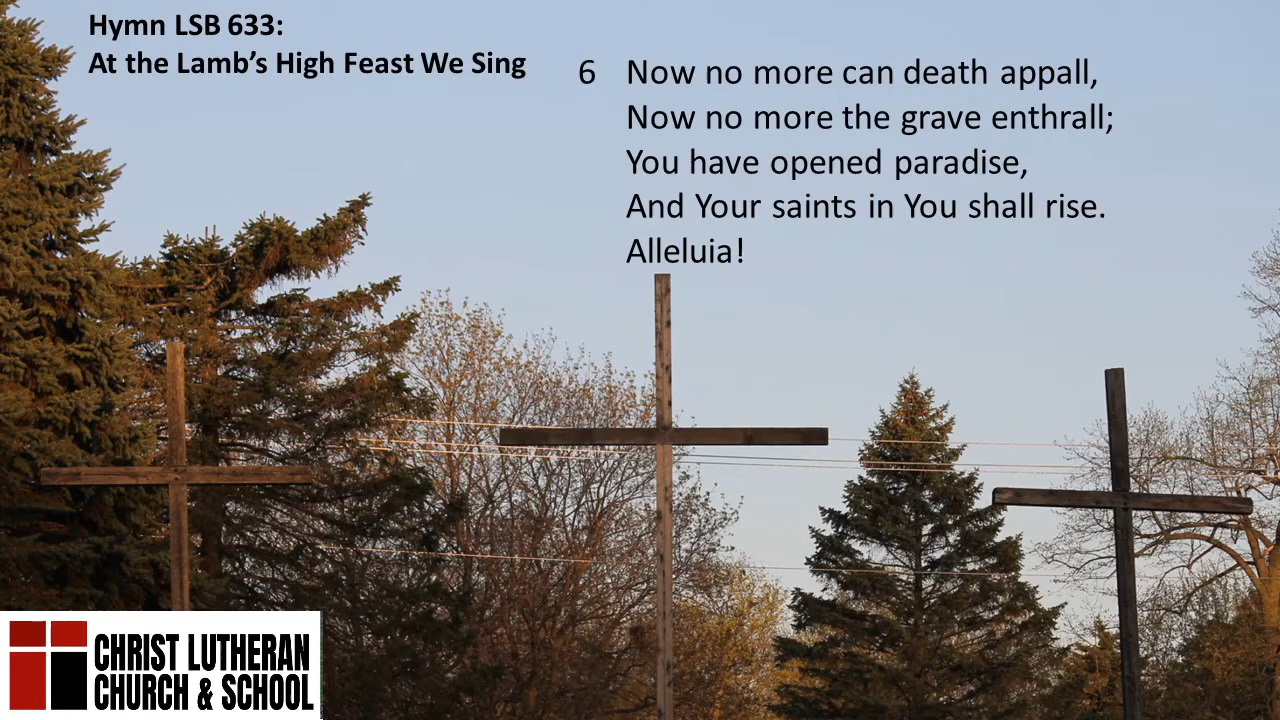 Hymn LSB 633:
At the Lamb’s High Feast We Sing
6 Now no more can death appall,
Now no more the grave enthrall;
You have opened paradise,
And Your saints in You shall rise.
Alleluia!
CHRIST LUTHERAN
CHURCH & SCHOOL